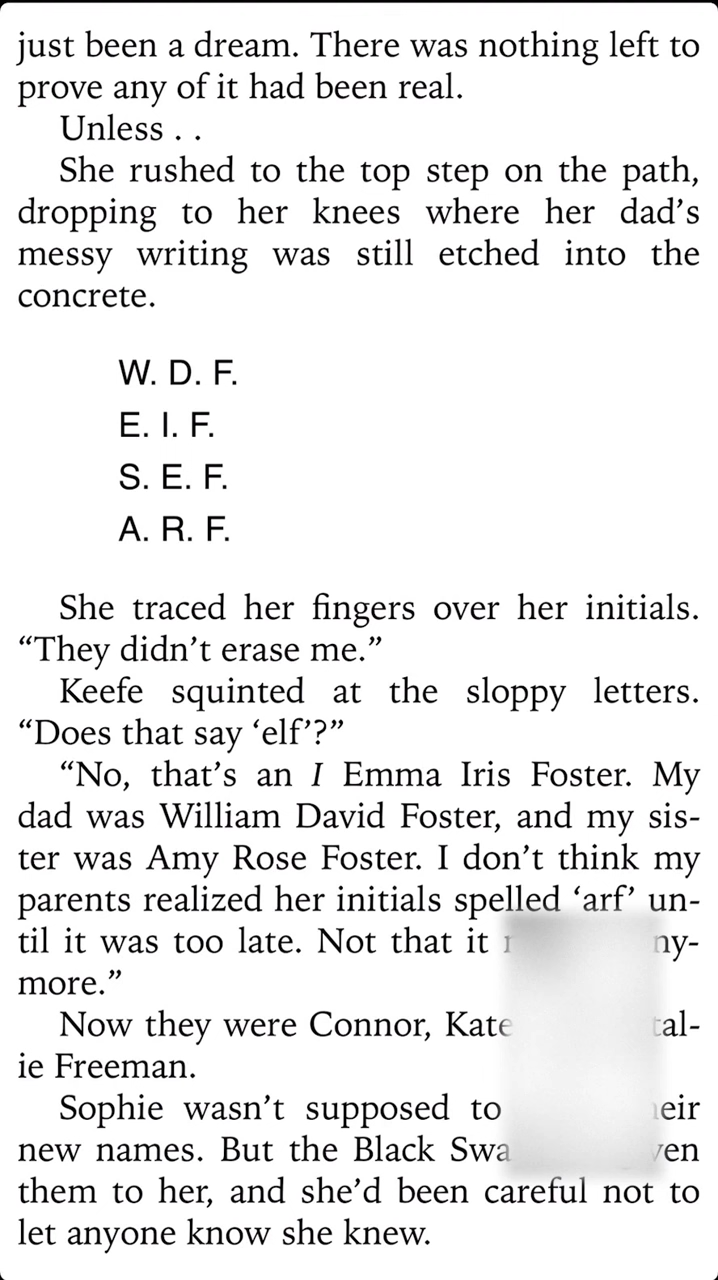 just been a dream. There was nothing left to
prove any of it had been real.
Unless . .
She rushed to the top step on the path,
dropping to her knees where her dad’s
messy writing was still etched into the
concrete.
W. D. F.
E. I. F.
S. E. F.
A. R. F.
She traced her fingers over her initials.
“They didn’t erase me.”
Keefe squinted at the sloppy letters.
“Does that say ‘elf’?”
“No, that’s an I Emma Iris Foster. My
dad was William David Foster, and my sis-
ter was Amy Rose Foster. I don’t think my
parents realized her initials spelled ‘arf’ un-
til it was too late. Not that it
more.”
Now they were Connor, Kate
ie Freeman.
Sophie wasn’t supposed to
new names. But the Black
them to her, and she’d been careful not to
let anyone know she knew.